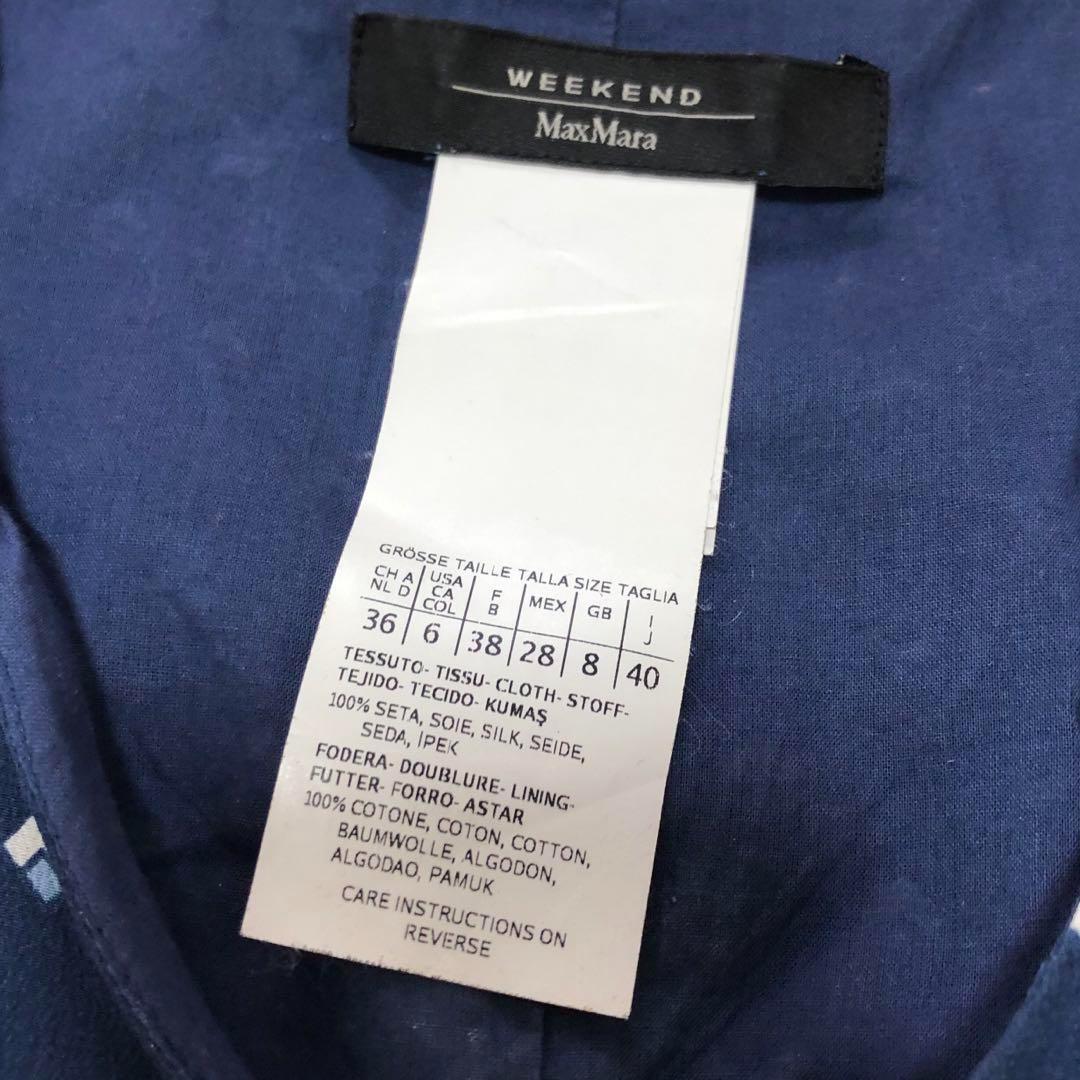 WEEKEND
MaxMara
GRÖSSE TAILLE TALLA SIZE TAGLIA
CH A USA F MEX GB I
NL D CA B J
COL
36 6 38 28 8 40
TESSUTO- TISSU- CLOTH- STOFF-
TEJIDO- TECIDO- KUMAŞ
100% SETA, SOIE, SILK, SEIDE,
SEDA, İPEK
FODERA- DOUBLURE- LINING-
FUTTER- FORRO- ASTAR
100% COTONE, COTON, COTTON,
BAUMWOLLE, ALGODON,
ALGODAO, PAMUK
CARE INSTRUCTIONS ON
REVERSE